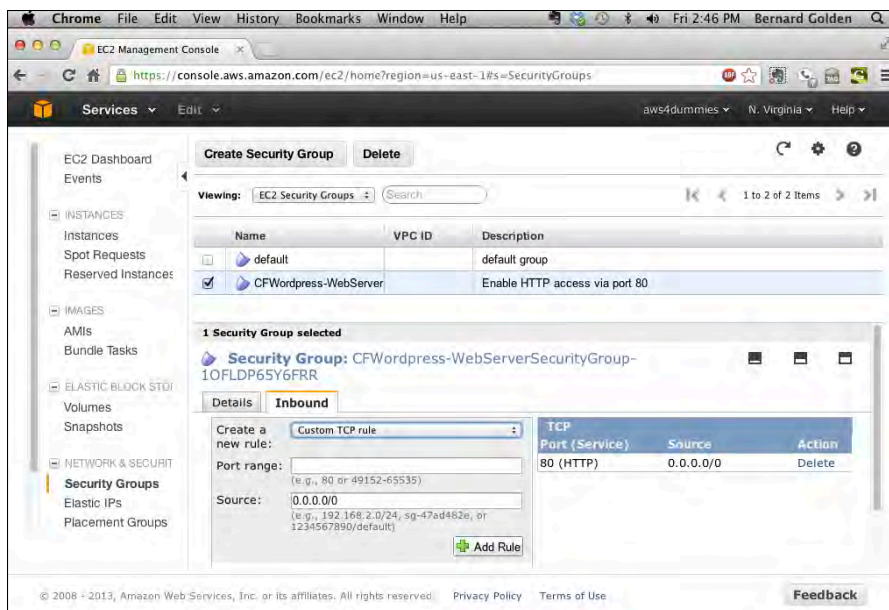 Chrome File Edit View History Bookmarks Window Help Fri 2:46 PM Bernard Golden
EC2 Management Console
https://console.aws.amazon.com/ec2/home?region=us-east-1#s=SecurityGroups
Services Edit aws4dummies N. Virginia Help
EC2 Dashboard
Events
INSTANCES
Instances
Spot Requests
Reserved Instances
IMAGES
AMIs
Bundle Tasks
ELASTIC BLOCK STO
Volumes
Snapshots
NETWORK & SECURIT
Security Groups
Elastic IPs
Placement Groups
Create Security Group Delete
Viewing: EC2 Security Groups Search 1 to 2 of 2 Items
Name VPC ID Description
default default group
CFWordpress-WebServer Enable HTTP access via port 80
1 Security Group selected
Security Group: CFWordpress-WebServerSecurityGroup-
1OFLDP65Y6FRR
Details Inbound
Create a
new rule: Custom TCP rule
Port range:
(e.g., 80 or 49152-65535)
Source: 0.0.0.0/0
(e.g., 192.168.2.0/24, sg-47ad482e, or
1234567890/default)
Add Rule
TCP
Port (Service) Source Action
80 (HTTP) 0.0.0.0/0 Delete
© 2008 - 2013, Amazon Web Services, Inc. or its affiliates. All rights reserved. Privacy Policy Terms of Use Feedback